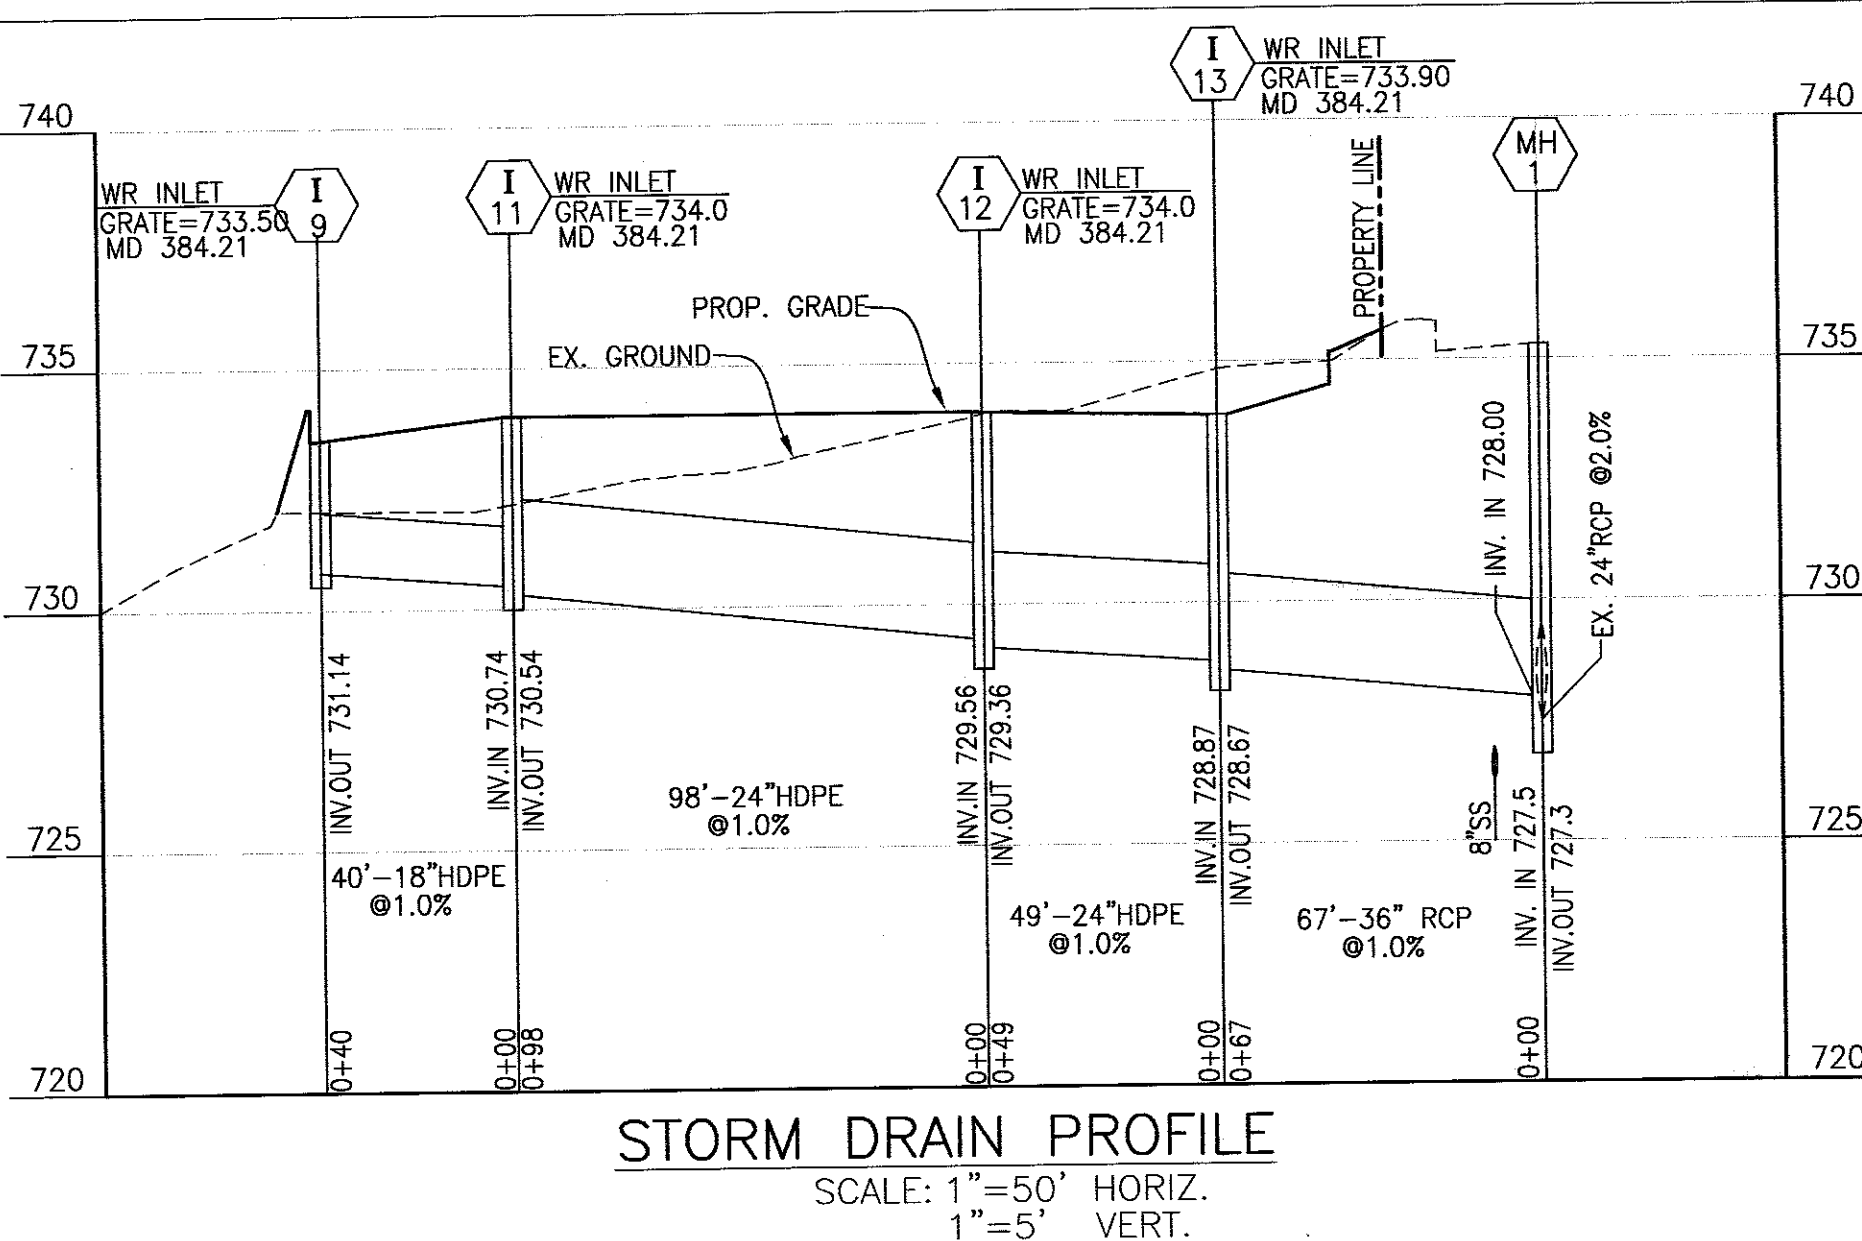 I
13
WR INLET
GRATE=733.90
MD 384.21
740
740
MH
1
PROPERTY LINE
WR INLET
GRATE=733.50
MD 384.21
I
9
I
11
WR INLET
GRATE=734.0
MD 384.21
I
12
WR INLET
GRATE=734.0
MD 384.21
PROP. GRADE
EX. GROUND
735
735
INV. IN 728.00
EX. 24"RCP @2.0%
730
730
INV.OUT 731.14
INV.IN 730.74
INV.OUT 730.54
INV.IN 729.56
INV.OUT 729.36
INV.IN 728.87
INV.OUT 728.67
8"SS
INV. IN 727.5
INV.OUT 727.3
98'-24"HDPE
@1.0%
725
725
40'-18"HDPE
@1.0%
49'-24"HDPE
@1.0%
67'-36" RCP
@1.0%
0+40
0+00
0+98
0+00
0+49
0+00
0+67
0+00
720
720
STORM DRAIN PROFILE
SCALE: 1"=50' HORIZ.
1"=5' VERT.